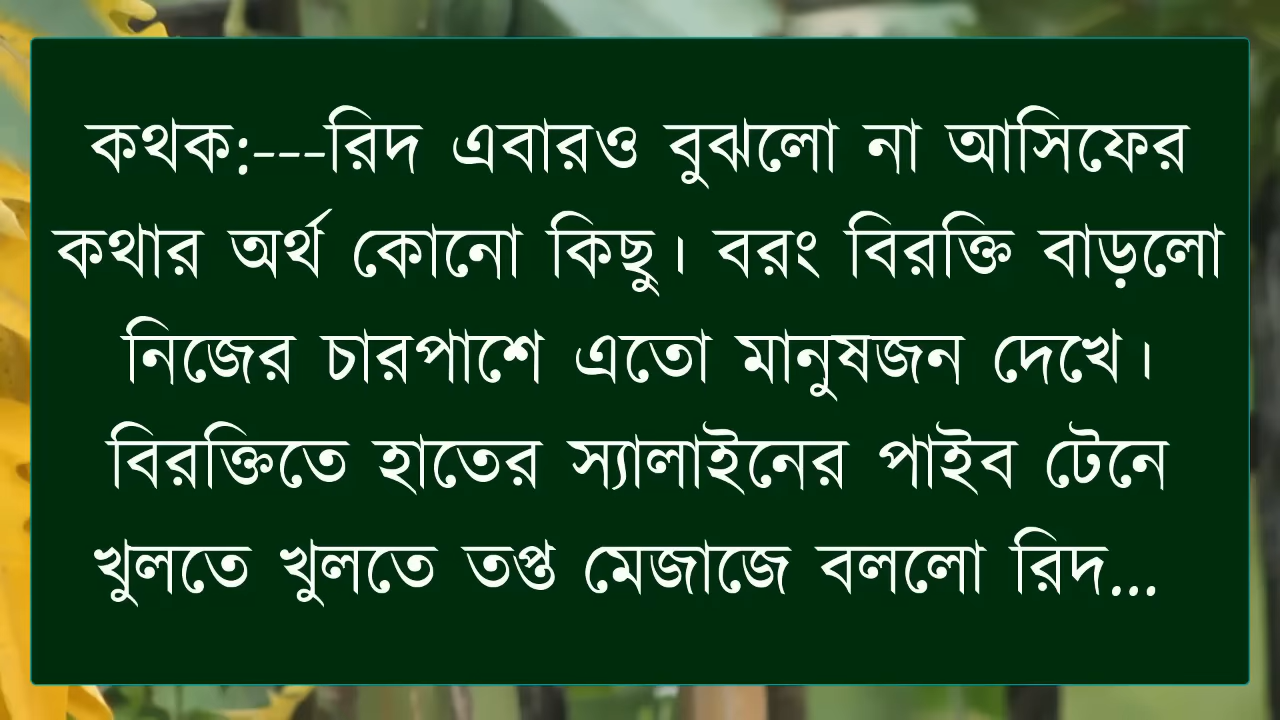 কথক:---রিদ এবারও বুঝলো না আসিফের
কথার অর্থ কোনো কিছু। বরং বিরক্তি বাড়লো
নিজের চারপাশে এতো মানুষজন দেখে।
বিরক্তিতে হাতের স্যালাইনের পাইব টেনে
খুলতে খুলতে তপ্ত মেজাজে বললো রিদ...